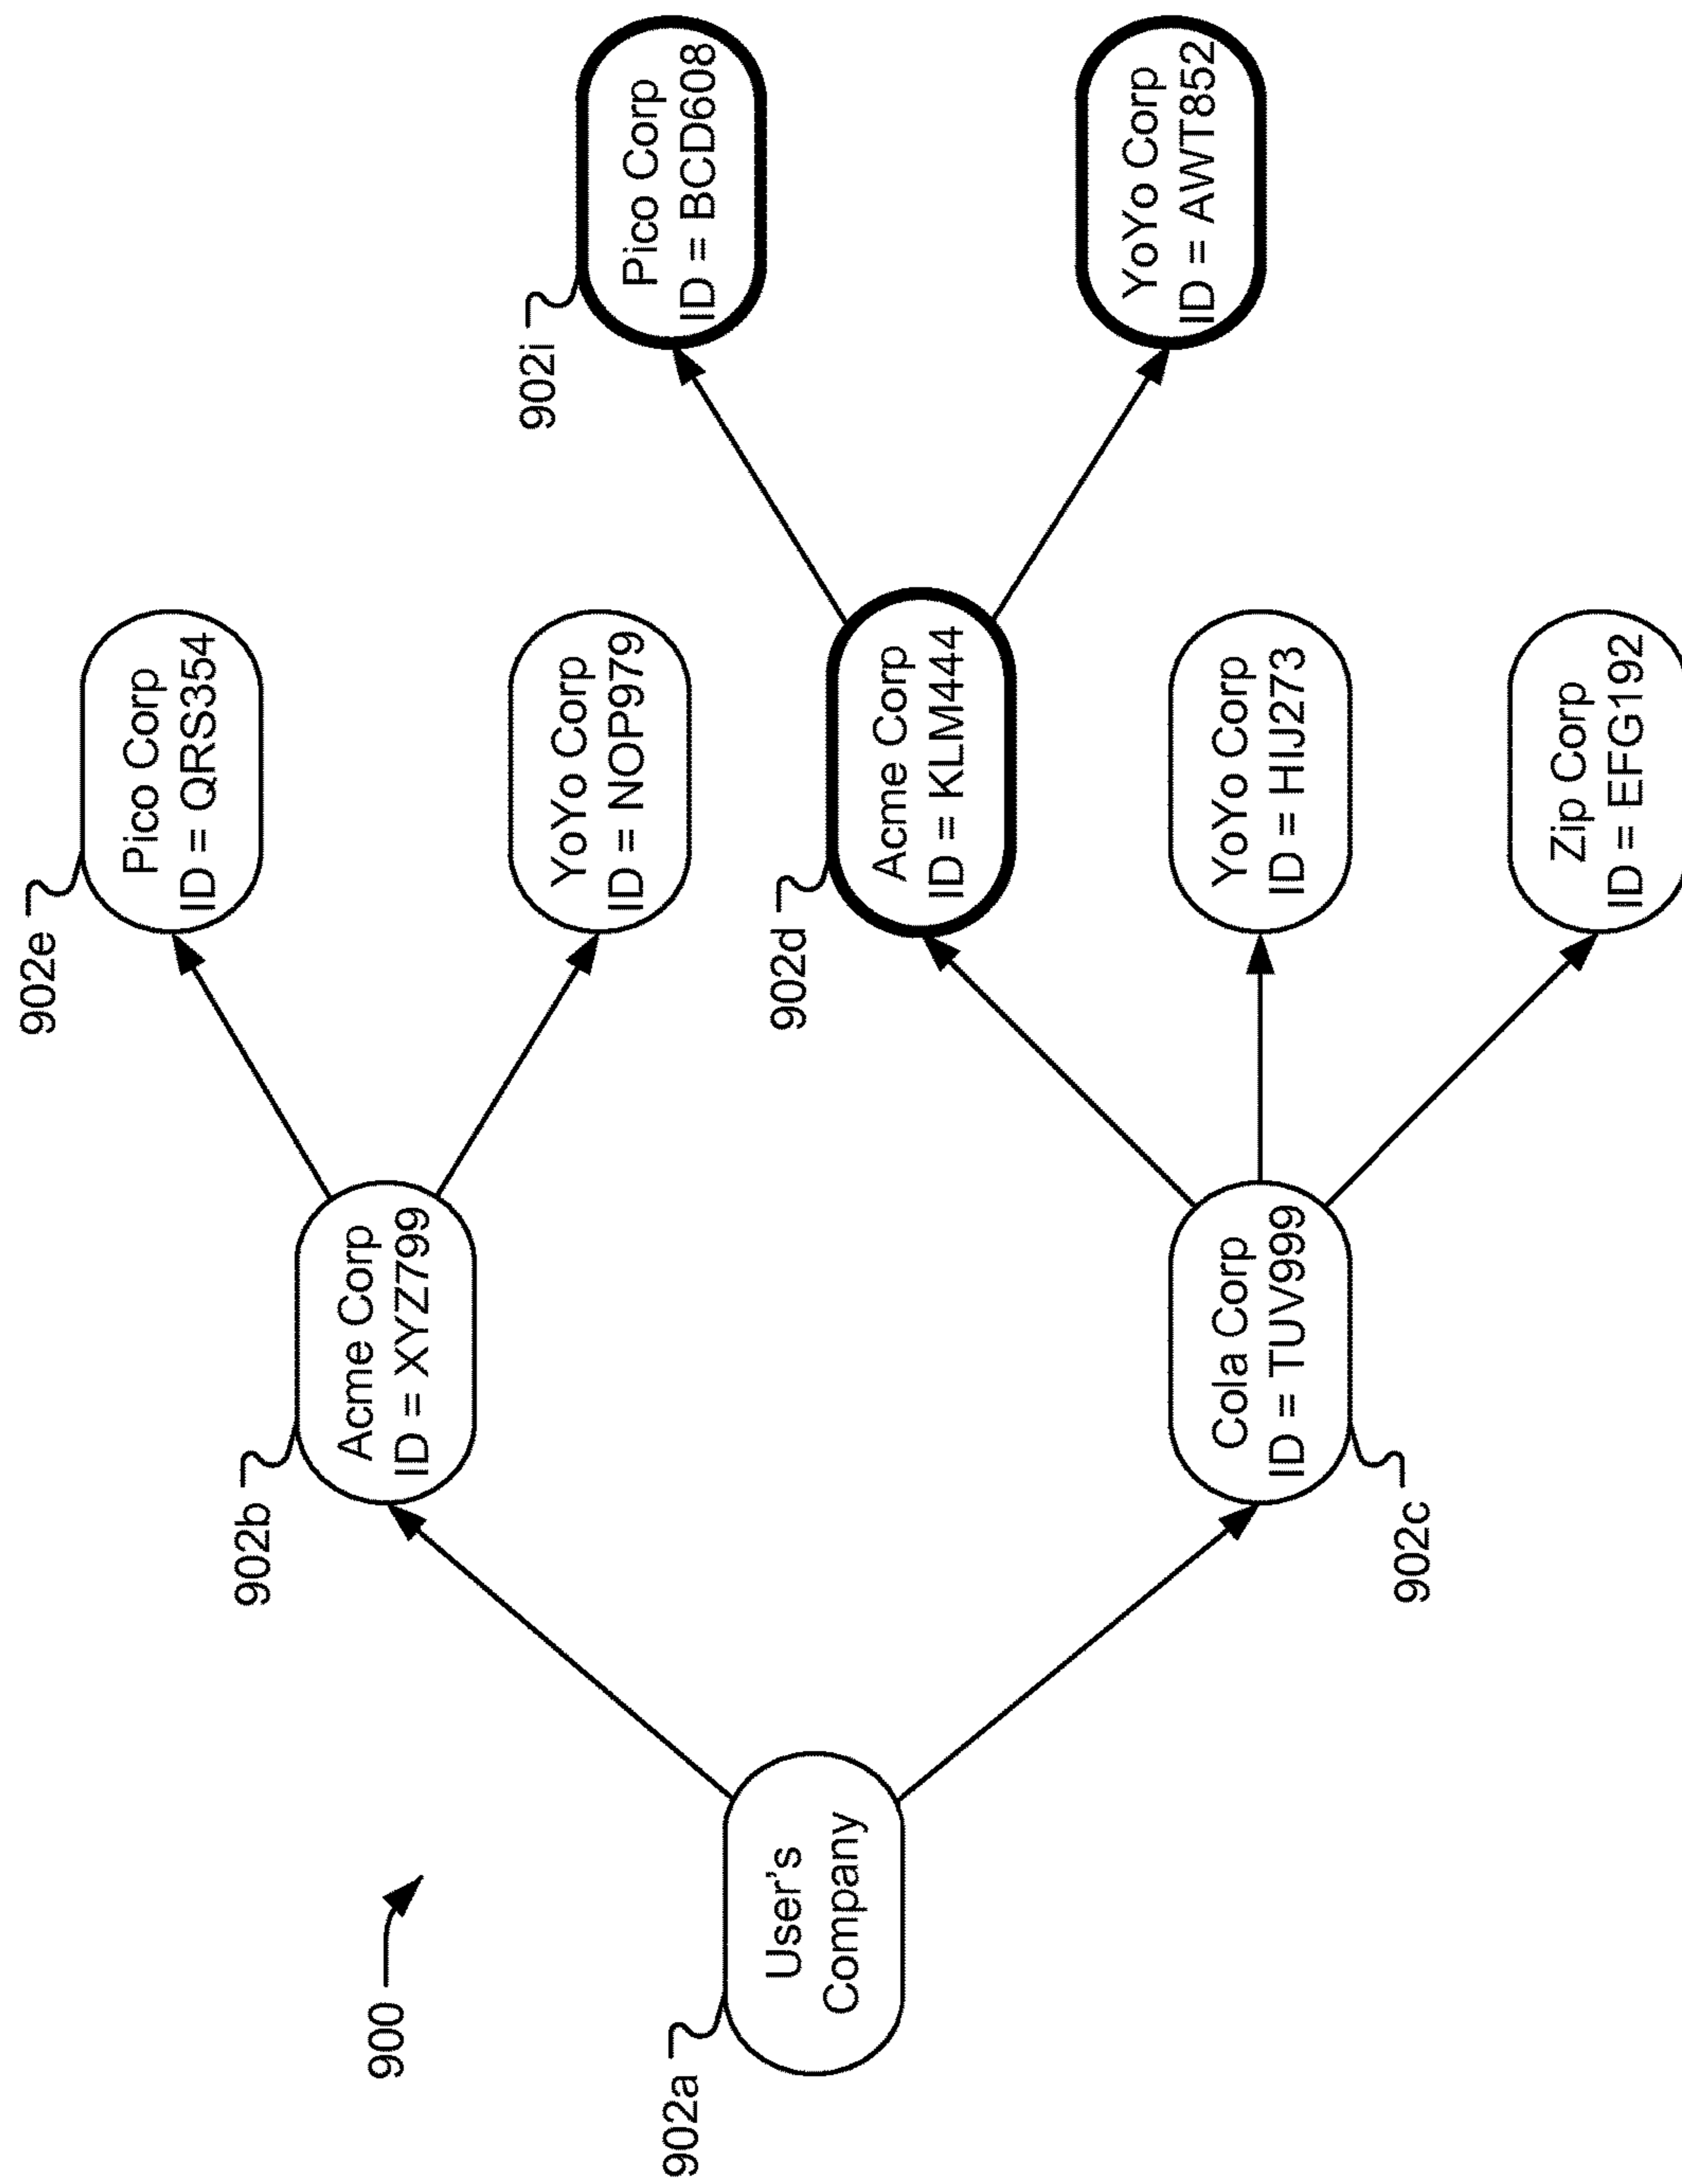 900
902a
User's
Company
902b
Acme Corp
ID = XYZ799
902c
Cola Corp
ID = TUV999
902e
Pico Corp
ID = QRS354
YoYo Corp
ID = NOP979
902d
Acme Corp
ID = KLM444
YoYo Corp
ID = HIJ273
Zip Corp
ID = EFG192
902i
Pico Corp
ID = BCD608
YoYo Corp
ID = AWT852